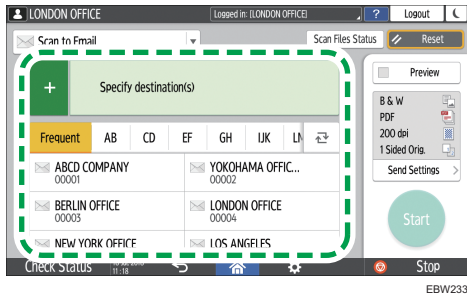 LONDON OFFICE
Logged in: [LONDON OFFICE]
?
Logout
Scan to Email
Scan Files Status
Reset
+
Specify destination(s)
Preview
Frequent AB CD EF GH IJK LN
B & W
PDF
200 dpi
1 Sided Orig.
ABCD COMPANY
00001
YOKOHAMA OFFIC...
00002
Send Settings >
BERLIN OFFICE
00003
LONDON OFFICE
00004
Start
NEW YORK OFFICE
LOS ANGELES
Check Status
11:18
Stop
EBW233